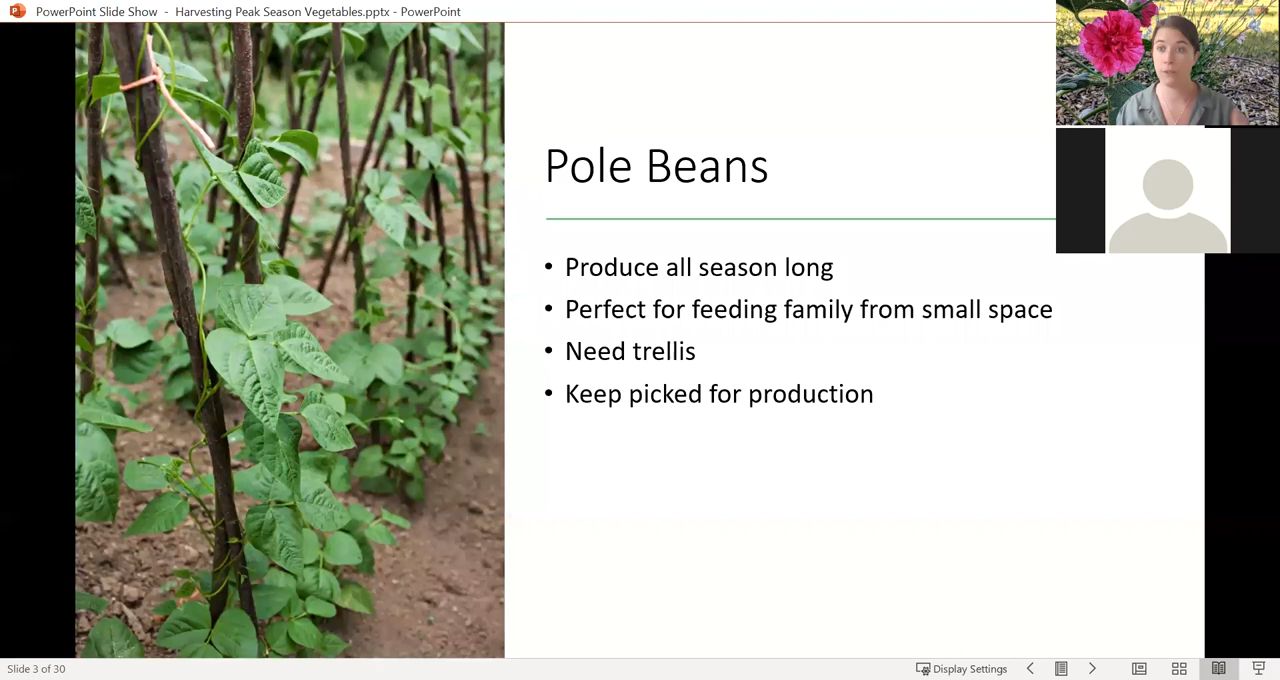 PowerPoint Slide Show - Harvesting Peak Season Vegetables.pptx - PowerPoint
Pole Beans
• Produce all season long
• Perfect for feeding family from small space
• Need trellis
• Keep picked for production
Slide 3 of 30
Display Settings